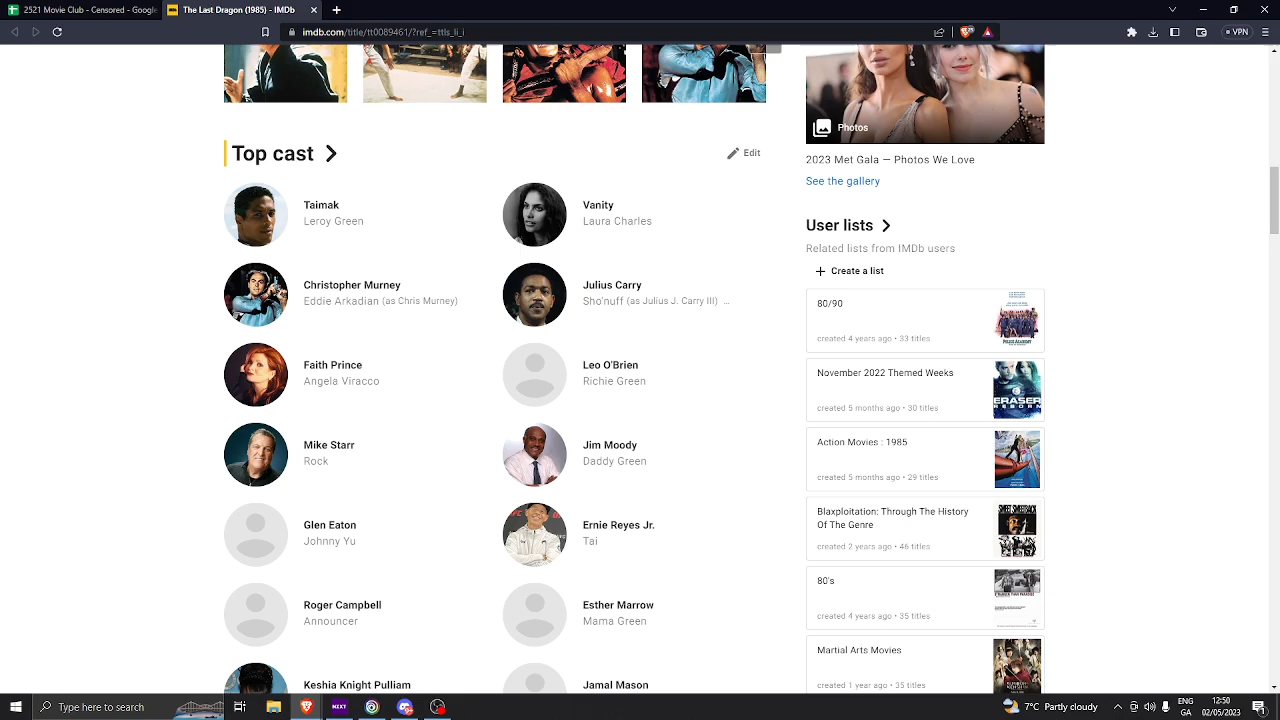 2521 Movie Club - Censored - Google
The Last Dragon (1985) - IMDb
imdb.com/title/tt0089461/?ref_=ttls_li_i
VPN
Photos
2023 Met Gala — Photos We Love
See the gallery
Top cast
Edit
Taimak
Leroy Green
Vanity
Laura Charles
Christopher Murney
Eddie Arkadian (as Chris Murney)
Julius Carry
Sho'nuff (as Julius J. Carry III) ...
Faith Prince
Angela Viracco
Leo O'Brien
Richie Green
Mike Starr
Rock
Jim Moody
Daddy Green
Glen Eaton
Johnny Yu
Ernie Reyes Jr.
Tai
Roger Campbell
Announcer
Esther Marrow
Mama Green
Keshia Knight Pulliam
Jamal Mason
User lists
Related lists from IMDb users
Create a list
80/90
created 4 years ago • 33 titles
POLICE ACADEMY
November 2022 Themed Weeks
created 5 months ago • 30 titles
ERASER
REBORN
Action Movies : 1985
created 5 months ago • 29 titles
Blaxploitation: Through The History
Of The Genre
created 2 years ago • 46 titles
80's
created 4 years ago • 35 titles
STRANGER THAN PARADISE
Martial Arts Movies
created 1 year ago • 35 titles
Type here to search
NEXT
7°C Partly cloudy
ENG
12:50
02/05/2023